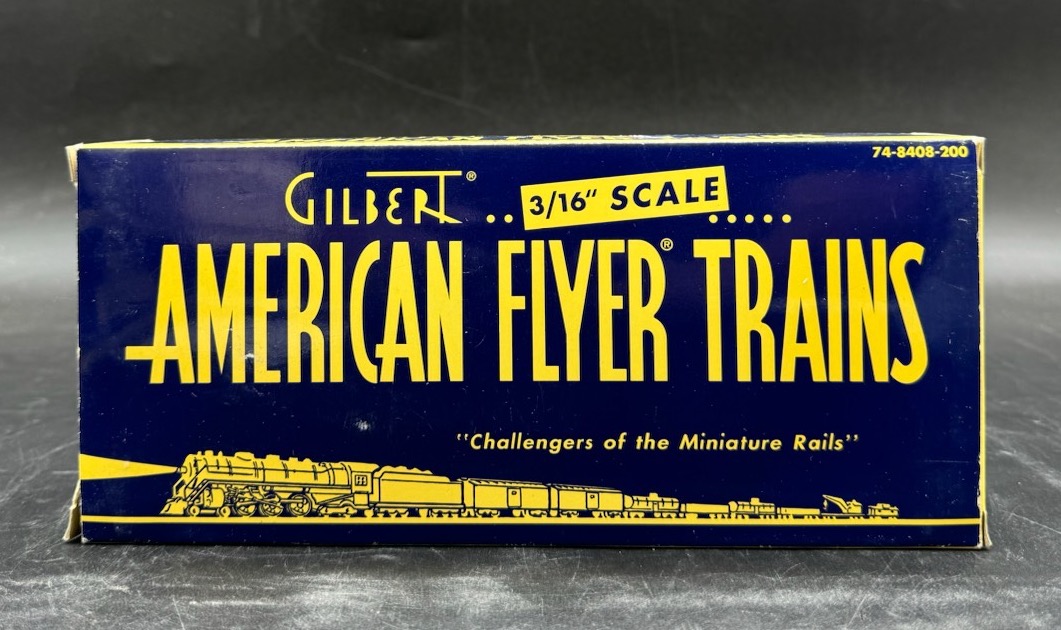 74-8408-200
GILBERT® .. 3/16" SCALE .....
AMERICAN FLYER® TRAINS
"Challengers of the Miniature Rails"